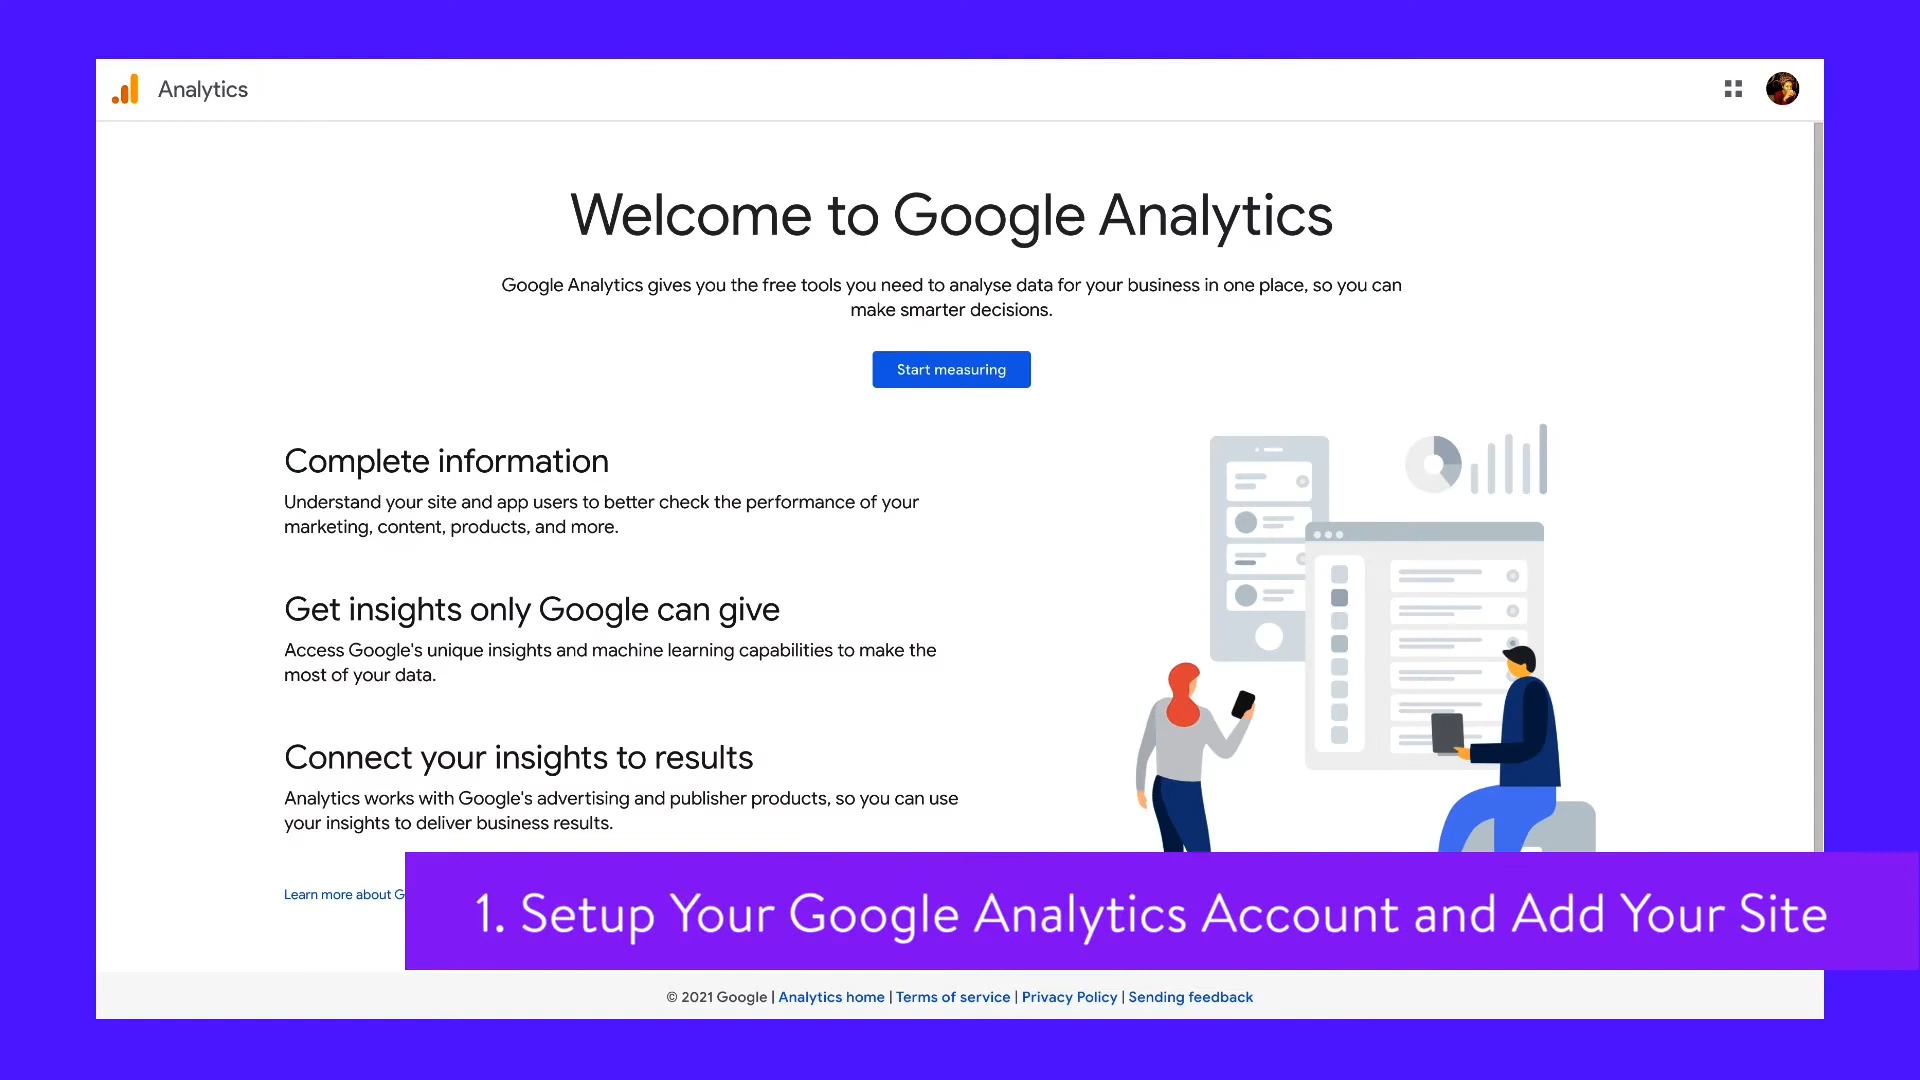 Analytics
Welcome to Google Analytics
Google Analytics gives you the free tools you need to analyse data for your business in one place, so you can
make smarter decisions.
Start measuring
Complete information
Understand your site and app users to better check the performance of your
marketing, content, products, and more.
Get insights only Google can give
Access Google's unique insights and machine learning capabilities to make the
most of your data.
Connect your insights to results
Analytics works with Google's advertising and publisher products, so you can use
your insights to deliver business results.
Learn more about G
1. Setup Your Google Analytics Account and Add Your Site
© 2021 Google | Analytics home | Terms of service | Privacy Policy | Sending feedback